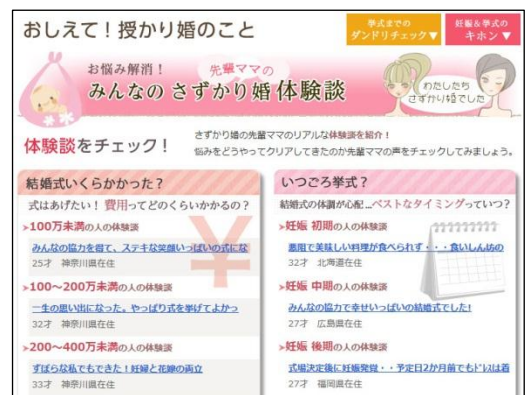 おしえて！授かり婚のこと
挙式までの
ダンドリチェック▼
妊娠&挙式の
キホン▼
お悩み解消！
先輩ママの
みんなの さずかり婚 体験談
わたしたち
さずかり婚でした
体験談をチェック！
さずかり婚の先輩ママのリアルな体験談を紹介！
悩みをどうやってクリアしてきたのか先輩ママの声をチェックしてみましょう。
結婚式いくらかかった？
式はあげたい！ 費用ってどのくらいかかるの？
¥
>100万未満の人の体験談
みんなの協力を得て、ステキな笑顔いっぱいの式にな
25才 神奈川県在住
>100～200万未満の人の体験談
一生の思い出になった。やっぱり式を挙げてよかっ
32才 神奈川県在住
>200～400万未満の人の体験談
ずぼらな私でもできた！妊婦と花嫁の両立
33才 神奈川県在住
いつごろ挙式？
結婚式の体調が心配…ベストなタイミングっていつ？
>妊娠 初期の人の体験談
悪阻で美味しい料理が食べられず・・・食いしん坊の
32才 北海道在住
>妊娠 中期の人の体験談
みんなの協力で幸せいっぱいの結婚式でした！
27才 広島県在住
>妊娠 後期の人の体験談
式場決定後に妊娠発覚・・予定日2か月前でもドレスは着
27才 福岡県在住